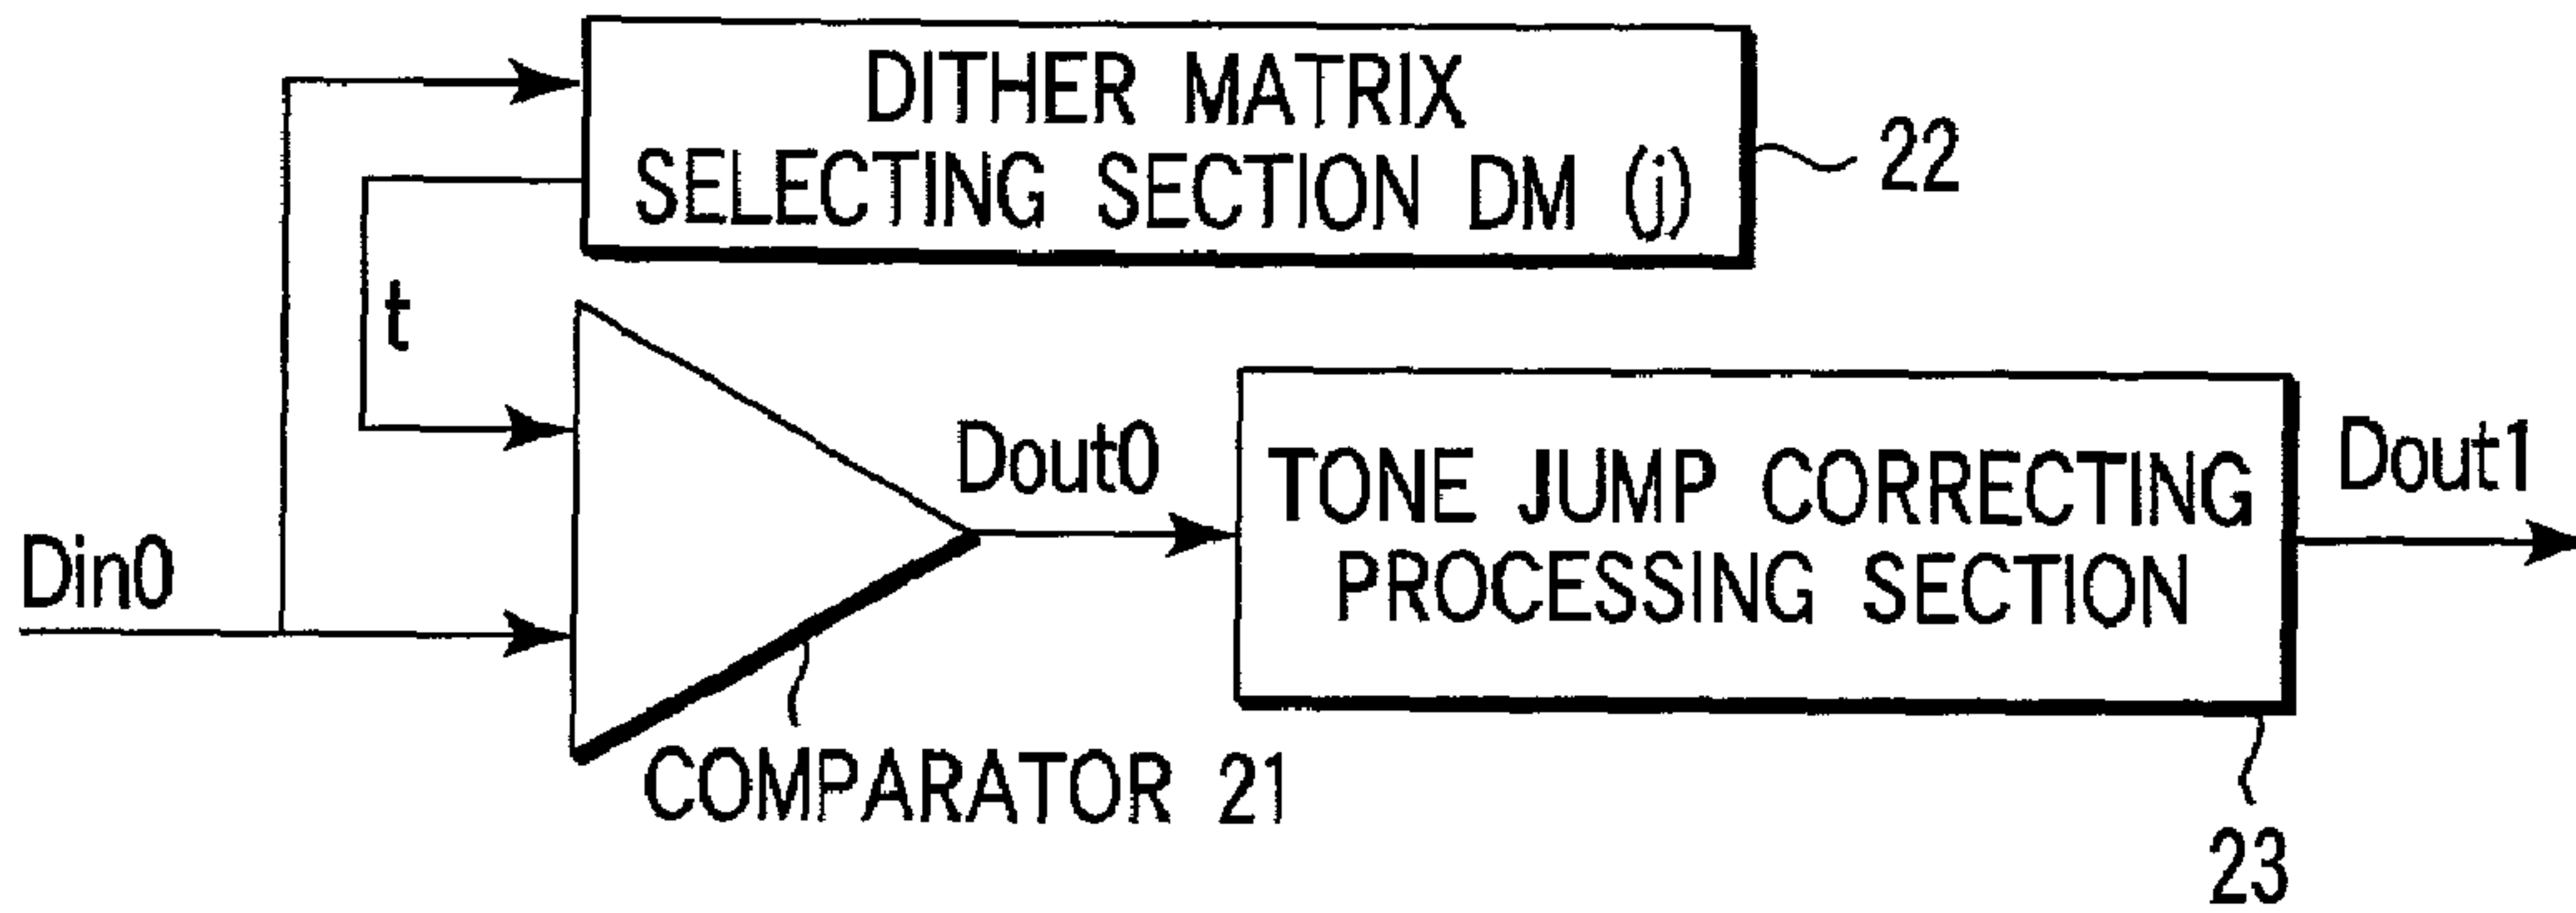 DITHER MATRIX
SELECTING SECTION DM (j)
22
t
Din0
Dout0
TONE JUMP CORRECTING
PROCESSING SECTION
Dout1
COMPARATOR 21
23